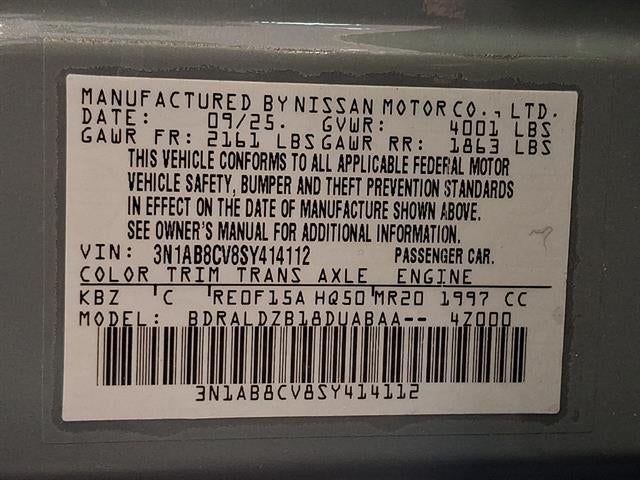 MANUFACTURED BY NISSAN MOTOR CO., LTD.
DATE: 09/25. GVWR: 4001 LBS
GAWR FR: 2161 LBS GAWR RR: 1863 LBS
THIS VEHICLE CONFORMS TO ALL APPLICABLE FEDERAL MOTOR
VEHICLE SAFETY, BUMPER AND THEFT PREVENTION STANDARDS
IN EFFECT ON THE DATE OF MANUFACTURE SHOWN ABOVE.
SEE OWNER'S MANUAL FOR ADDITIONAL INFORMATION.
VIN: 3N1AB8CV8SY414112 PASSENGER CAR.
COLOR TRIM TRANS AXLE ENGINE
KBZ C RE0F15A HQ50 MR20 1997 CC
MODEL: BDRALDZB18DUABAA-- 4Z000
3N1AB8CV8SY414112